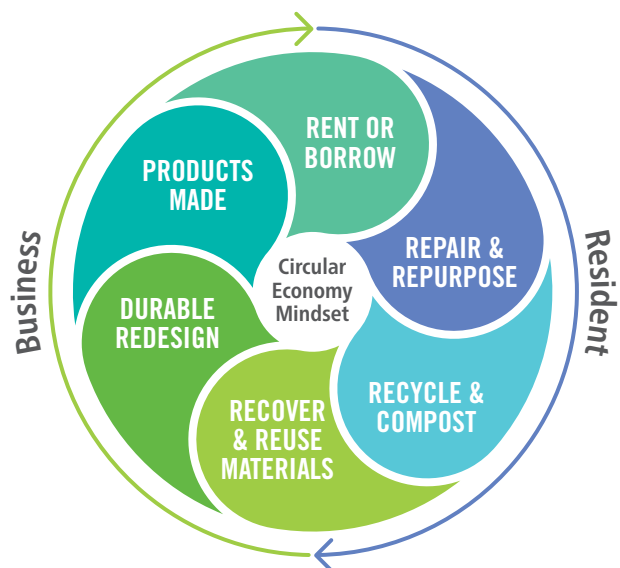 RENT OR
BORROW
REPAIR &
REPURPOSE
RECYCLE &
COMPOST
RECOVER
& REUSE
MATERIALS
DURABLE
REDESIGN
PRODUCTS
MADE
Circular
Economy
Mindset
Business
Resident